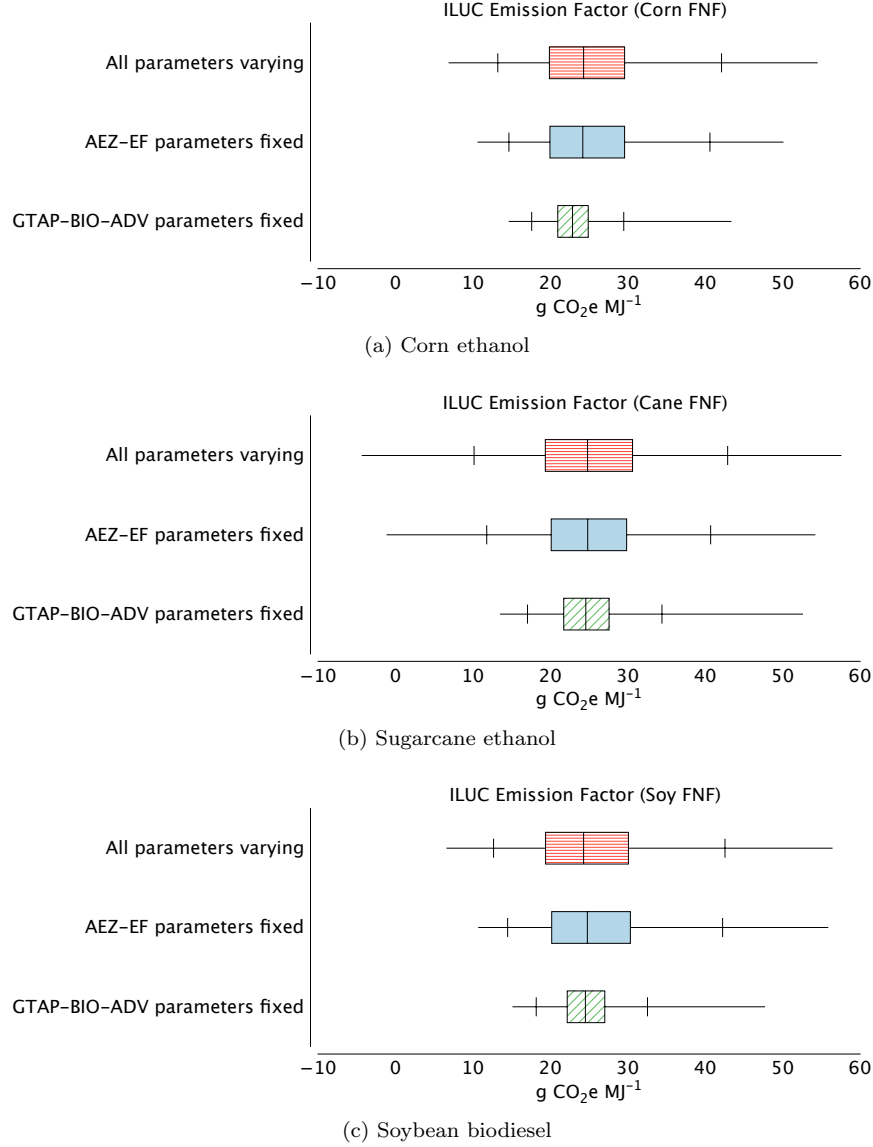 ILUC Emission Factor (Corn FNF)
All parameters varying
AEZ–EF parameters fixed
GTAP–BIO–ADV parameters fixed
−10 0 10 20 30 40 50 60
g CO₂e MJ⁻¹
(a) Corn ethanol
ILUC Emission Factor (Cane FNF)
All parameters varying
AEZ–EF parameters fixed
GTAP–BIO–ADV parameters fixed
−10 0 10 20 30 40 50 60
g CO₂e MJ⁻¹
(b) Sugarcane ethanol
ILUC Emission Factor (Soy FNF)
All parameters varying
AEZ–EF parameters fixed
GTAP–BIO–ADV parameters fixed
−10 0 10 20 30 40 50 60
g CO₂e MJ⁻¹
(c) Soybean biodiesel